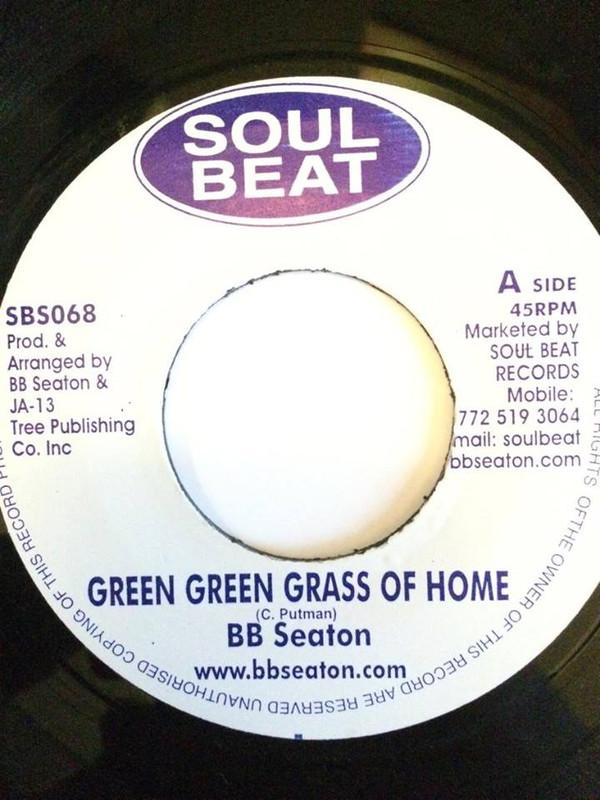 SOUL
BEAT
SBS068
Prod. &
Arranged by
BB Seaton &
JA-13
Tree Publishing
Co. Inc
A SIDE
45RPM
Marketed by
SOUL BEAT
RECORDS
Mobile:
772 519 3064
mail: soulbeat
bbseaton.com
GREEN GREEN GRASS OF HOME
(C. Putman)
BB Seaton
www.bbseaton.com
ALL RIGHTS OF THE OWNER OF THIS RECORD ARE RESERVED UNAUTHORISED COPYING OF THIS RECORD